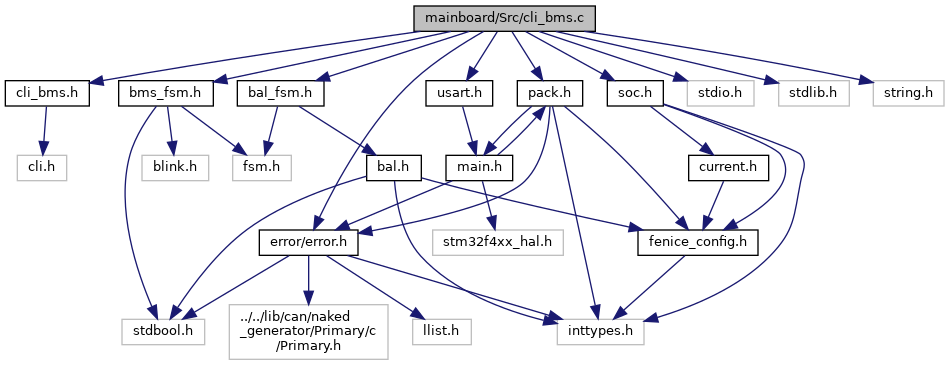 mainboard/Src/cli_bms.c
cli_bms.h
bms_fsm.h
bal_fsm.h
usart.h
pack.h
soc.h
stdio.h
stdlib.h
string.h
cli.h
blink.h
fsm.h
bal.h
main.h
current.h
error/error.h
stm32f4xx_hal.h
fenice_config.h
stdbool.h
../../lib/can/naked
_generator/Primary/c
/Primary.h
llist.h
inttypes.h